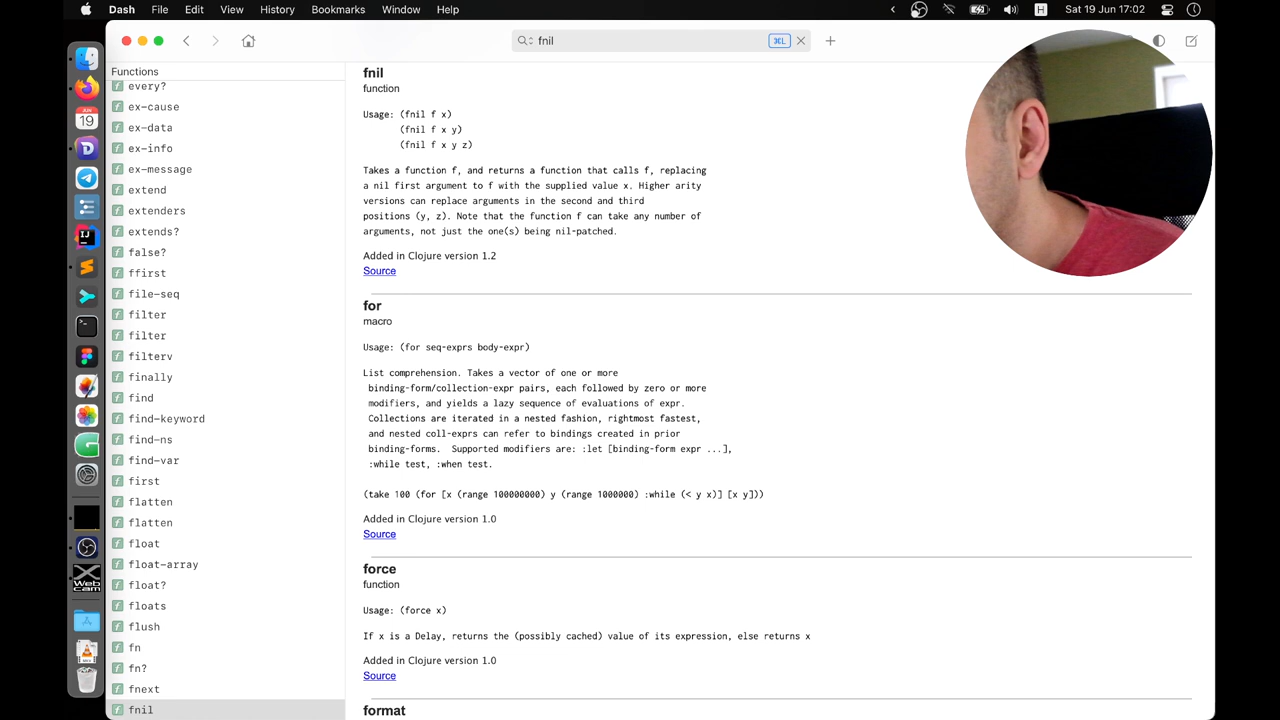 Dash File Edit View History Bookmarks Window Help
H Sat 19 Jun 17:02
fnil ⌘L
Functions
every?
ex-cause
ex-data
ex-info
ex-message
extend
extenders
extends?
false?
ffirst
file-seq
filter
filter
filterv
finally
find
find-keyword
find-ns
find-var
first
flatten
flatten
float
float-array
float?
floats
flush
fn
fn?
fnext
fnil
fnil
function
Usage: (fnil f x)
(fnil f x y)
(fnil f x y z)
Takes a function f, and returns a function that calls f, replacing
a nil first argument to f with the supplied value x. Higher arity
versions can replace arguments in the second and third
positions (y, z). Note that the function f can take any number of
arguments, not just the one(s) being nil-patched.
Added in Clojure version 1.2
Source
for
macro
Usage: (for seq-exprs body-expr)
List comprehension. Takes a vector of one or more
binding-form/collection-expr pairs, each followed by zero or more
modifiers, and yields a lazy sequence of evaluations of expr.
Collections are iterated in a nested fashion, rightmost fastest,
and nested coll-exprs can refer to bindings created in prior
binding-forms.  Supported modifiers are: :let [binding-form expr ...],
:while test, :when test.
(take 100 (for [x (range 100000000) y (range 1000000) :while (< y x)] [x y]))
Added in Clojure version 1.0
Source
force
function
Usage: (force x)
If x is a Delay, returns the (possibly cached) value of its expression, else returns x
Added in Clojure version 1.0
Source
format
JUN
19
IJ
X
Web
cam